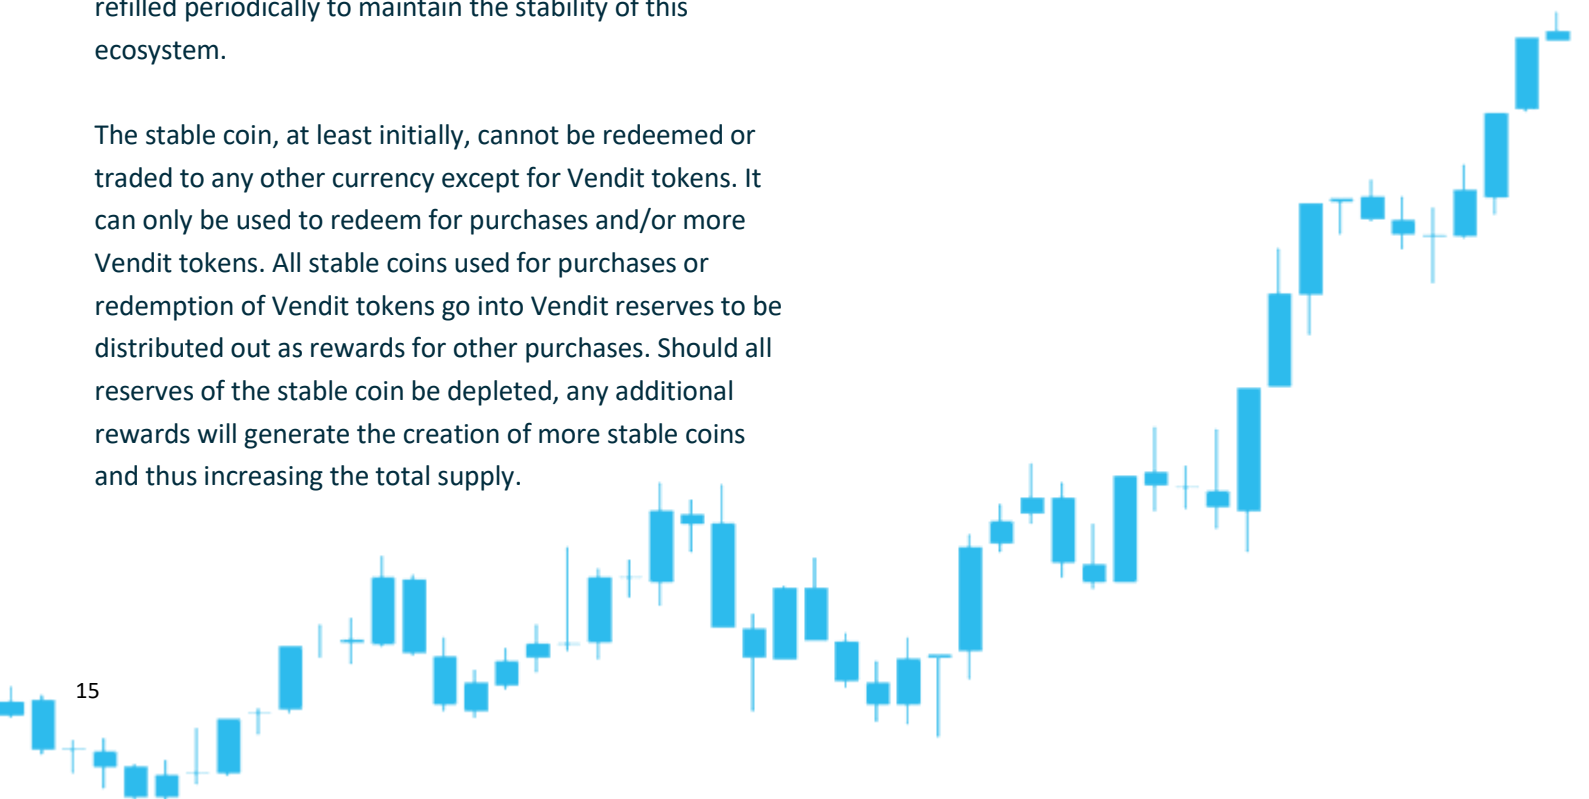 refilled periodically to maintain the stability of this
ecosystem.
The stable coin, at least initially, cannot be redeemed or
traded to any other currency except for Vendit tokens. It
can only be used to redeem for purchases and/or more
Vendit tokens. All stable coins used for purchases or
redemption of Vendit tokens go into Vendit reserves to be
distributed out as rewards for other purchases. Should all
reserves of the stable coin be depleted, any additional
rewards will generate the creation of more stable coins
and thus increasing the total supply.
15